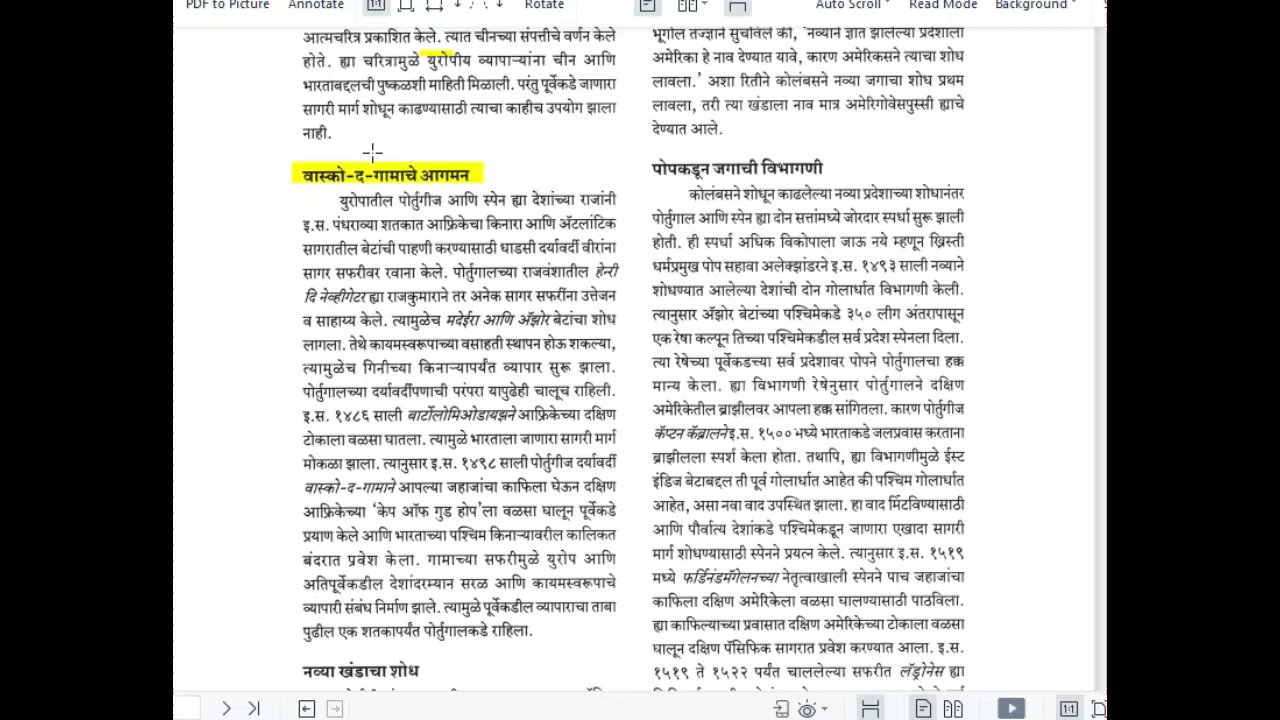 PDF to Picture Annotate 1:1 Rotate Auto Scroll Read Mode Background
आत्मचरित्र प्रकाशित केले. त्यात चीनच्या संपत्तीचे वर्णन केले
होते. ह्या चरित्रामुळे युरोपीय व्यापाऱ्यांना चीन आणि
भारताबद्दलची पुष्कळशी माहिती मिळाली. परंतु पूर्वेकडे जाणारा
सागरी मार्ग शोधून काढण्यासाठी त्याचा काहीच उपयोग झाला
नाही.
वास्को-द-गामाचे आगमन
युरोपातील पोर्तुगीज आणि स्पेन ह्या देशांच्या राजांनी
इ.स. पंधराव्या शतकात आफ्रिकेचा किनारा आणि ॲटलांटिक
सागरातील बेटांची पाहणी करण्यासाठी घाडसी दर्यावर्दी वीरांना
सागर सफरीवर रवाना केले. पोर्तुगालच्या राजवंशातील हेन्री
दि नेव्हीगेटर ह्या राजकुमाराने तर अनेक सागर सफरींना उत्तेजन
व साहाय्य केले. त्यामुळेच मदेईरा आणि ॲझोर बेटांचा शोध
लागला. तेथे कायमस्वरूपाच्या वसाहती स्थापन होऊ शकल्या,
त्यामुळेच गिनीच्या किनाऱ्यापर्यंत व्यापार सुरू झाला.
पोर्तुगालच्या दर्यावर्दीपणाची परंपरा यापुढेही चालूच राहिली.
इ.स. १४८६ साली बार्टोलोमिओडायझने आफ्रिकेच्या दक्षिण
टोकाला वळसा घातला. त्यामुळे भारताला जाणारा सागरी मार्ग
मोकळा झाला. त्यानुसार इ.स. १४९८ साली पोर्तुगीज दर्यावर्दी
वास्को-द-गामाने आपल्या जहाजांचा काफिला घेऊन दक्षिण
आफ्रिकेच्या 'केप ऑफ गुड होप'ला वळसा घालून पूर्वेकडे
प्रयाण केले आणि भारताच्या पश्चिम किनाऱ्यावरील कालिकत
बंदरात प्रवेश केला. गामाच्या सफरीमुळे युरोप आणि
अतिपूर्वेकडील देशांदरम्यान सरळ आणि कायमस्वरूपाचे
व्यापारी संबंध निर्माण झाले. त्यामुळे पूर्वेकडील व्यापाराचा ताबा
पुढील एक शतकापर्यंत पोर्तुगालकडे राहिला.
नव्या खंडाचा शोध
भूगोल तज्ज्ञाने सुचविले की, 'नव्याने ज्ञात झालेल्या प्रदेशाला
अमेरिका हे नाव देण्यात यावे, कारण अमेरिकसने त्याचा शोध
लावला.' अशा रितीने कोलंबसने नव्या जगाचा शोध प्रथम
लावला, तरी त्या खंडाला नाव मात्र अमेरिगोवेसपुस्सी ह्याचे
देण्यात आले.
पोपकडून जगाची विभागणी
कोलंबसने शोधून काढलेल्या नव्या प्रदेशाच्या शोधानंतर
पोर्तुगाल आणि स्पेन ह्या दोन सत्तांमध्ये जोरदार स्पर्धा सुरू झाली
होती. ही स्पर्धा अधिक विकोपाला जाऊ नये म्हणून ख्रिस्ती
धर्मप्रमुख पोप सहावा अलेक्झांडरने इ.स. १४९३ साली नव्याने
शोधण्यात आलेल्या देशांची दोन गोलार्धात विभागणी केली.
त्यानुसार ॲझोर बेटांच्या पश्चिमेकडे ३५० लीग अंतरापासून
एक रेषा कल्पून तिच्या पश्चिमेकडील सर्व प्रदेश स्पेनला दिला.
त्या रेषेच्या पूर्वेकडच्या सर्व प्रदेशावर पोपने पोर्तुगालचा हक्क
मान्य केला. ह्या विभागणी रेषेनुसार पोर्तुगालने दक्षिण
अमेरिकेतील ब्राझीलवर आपला हक्क सांगितला. कारण पोर्तुगीज
कॅप्टन कॅब्रालने इ.स. १५०० मध्ये भारताकडे जलप्रवास करताना
ब्राझीलला स्पर्श केला होता. तथापि, ह्या विभागणीमुळे ईस्ट
इंडिज बेटाबद्दल ती पूर्व गोलार्धात आहेत की पश्चिम गोलार्धात
आहेत, असा नवा वाद उपस्थित झाला. हा वाद मिटविण्यासाठी
आणि पौर्वात्य देशांकडे पश्चिमेकडून जाणारा एखादा सागरी
मार्ग शोधण्यासाठी स्पेनने प्रयत्न केले. त्यानुसार इ.स. १५१९
मध्ये फर्डिनंडमॅगेलनच्या नेतृत्वाखाली स्पेनने पाच जहाजांचा
काफिला दक्षिण अमेरिकेला वळसा घालण्यासाठी पाठविला.
ह्या काफिल्याच्या प्रवासात दक्षिण अमेरिकेच्या टोकाला वळसा
घालून दक्षिण पॅसिफिक सागरात प्रवेश करण्यात आला. इ.स.
१५१९ ते १५२२ पर्यंत चाललेल्या सफरीत लॅड्रोनेस ह्या
1:1